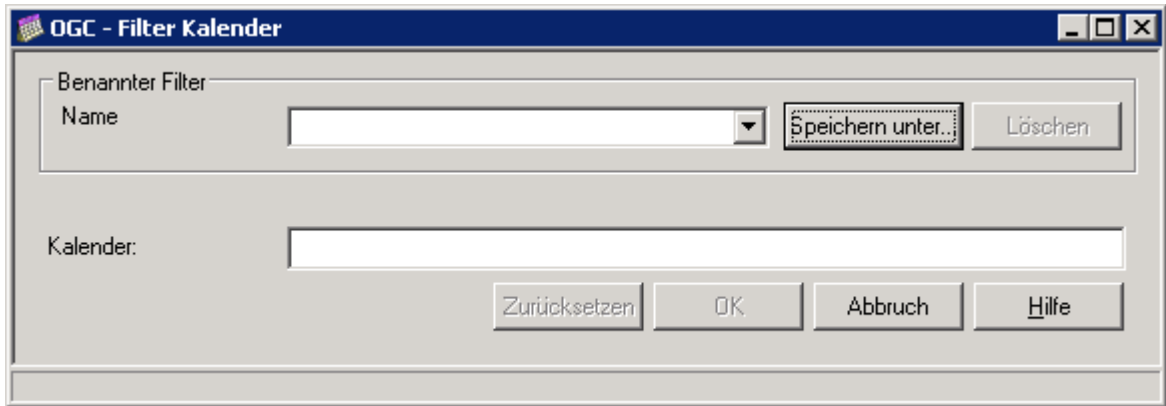 OGC - Filter Kalender
Benannter Filter
Name
Speichern unter..
Löschen
Kalender:
Zurücksetzen
OK
Abbruch
Hilfe